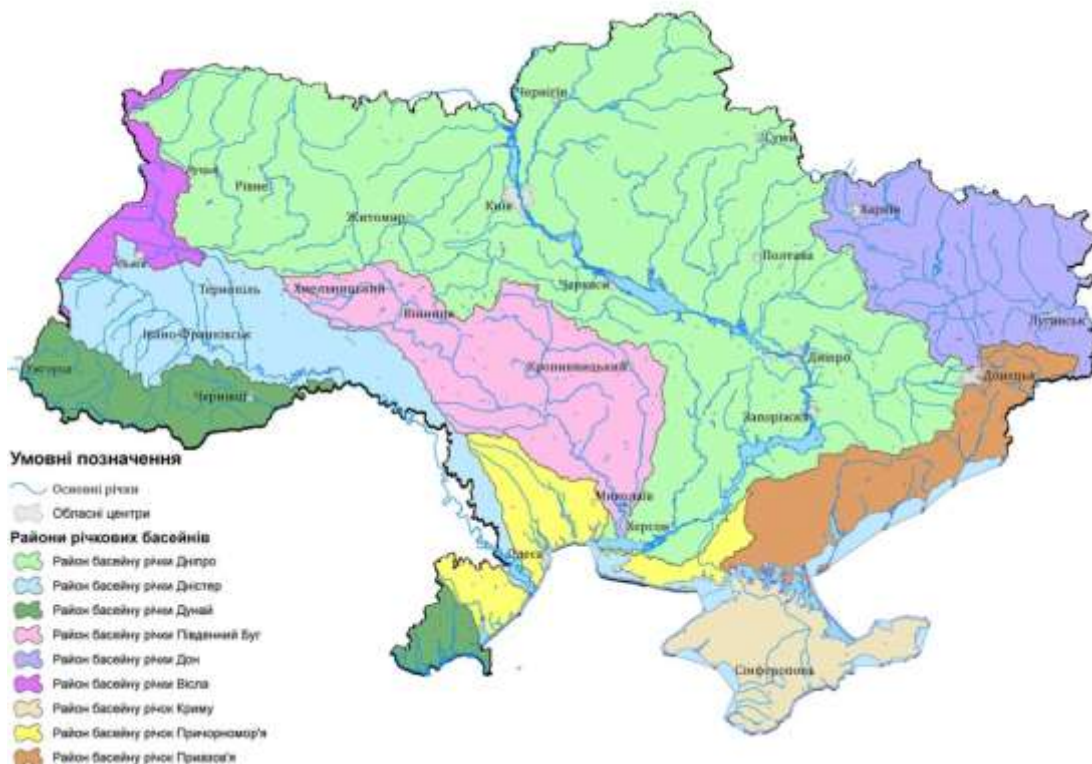 Чернігів
Суми
Луцьк
Рівне
Київ
Харків
Житомир
Полтава
Львів
Тернопіль
Хмельницький
Черкаси
Вінниця
Луганськ
Івано-Франківськ
Дніпро
Ужгород
Кропивницький
Донецьк
Чернівці
Запоріжжя
Миколаїв
Херсон
Одеса
Сімферополь
Умовні позначення
Основні річки
Обласні центри
Райони річкових басейнів
Район басейну річки Дніпро
Район басейну річки Дністер
Район басейну річки Дунай
Район басейну річки Південний Буг
Район басейну річки Дон
Район басейну річки Вісла
Район басейну річок Криму
Район басейну річок Причорномор'я
Район басейну річок Приазов'я